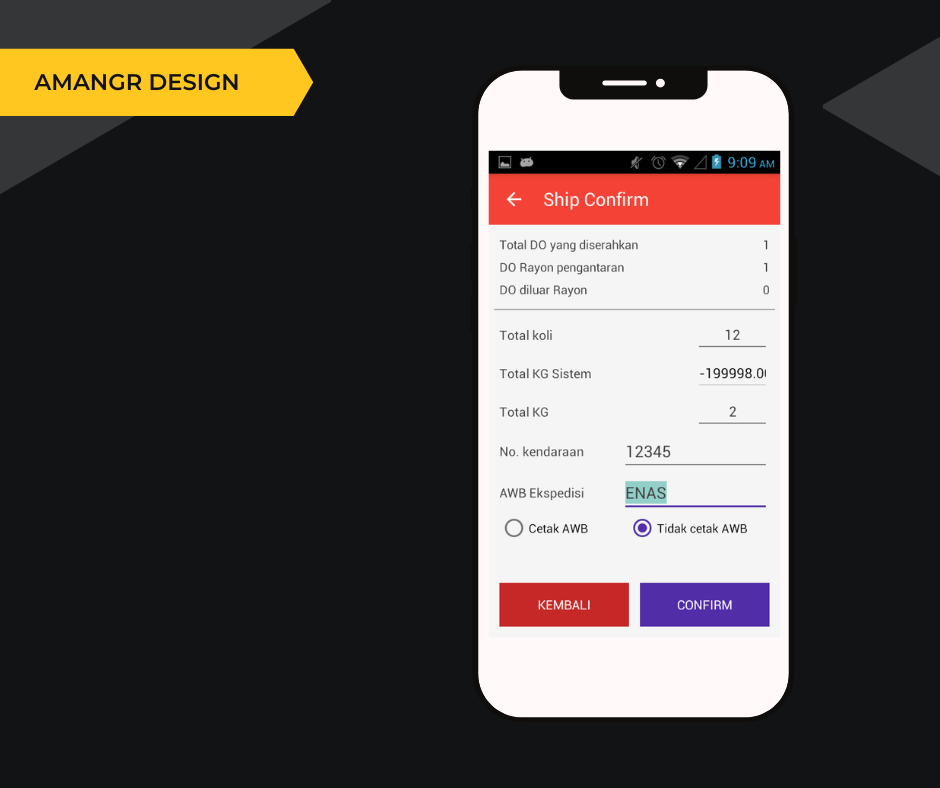 AMANGR DESIGN
9:09 AM
Ship Confirm
Total DO yang diserahkan 1
DO Rayon pengantaran 1
DO diluar Rayon 0
Total koli 12
Total KG Sistem -199998.0
Total KG 2
No. kendaraan 12345
AWB Ekspedisi ENAS
Cetak AWB Tidak cetak AWB
KEMBALI CONFIRM